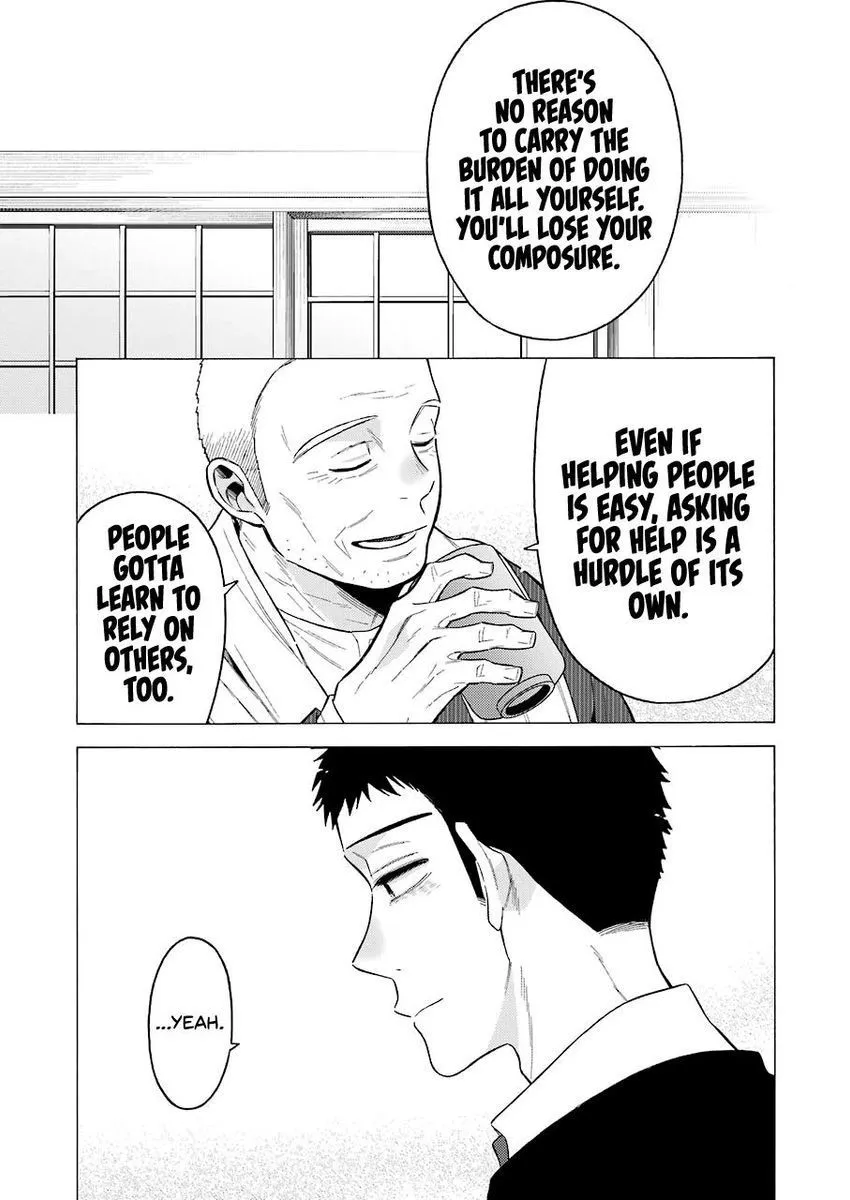 THERE'S
NO REASON
TO CARRY THE
BURDEN OF DOING
IT ALL YOURSELF.
YOU'LL LOSE YOUR
COMPOSURE.
EVEN IF
HELPING PEOPLE
IS EASY, ASKING
FOR HELP IS A
HURDLE OF ITS
OWN.
PEOPLE
GOTTA
LEARN TO
RELY ON
OTHERS,
TOO.
...YEAH.